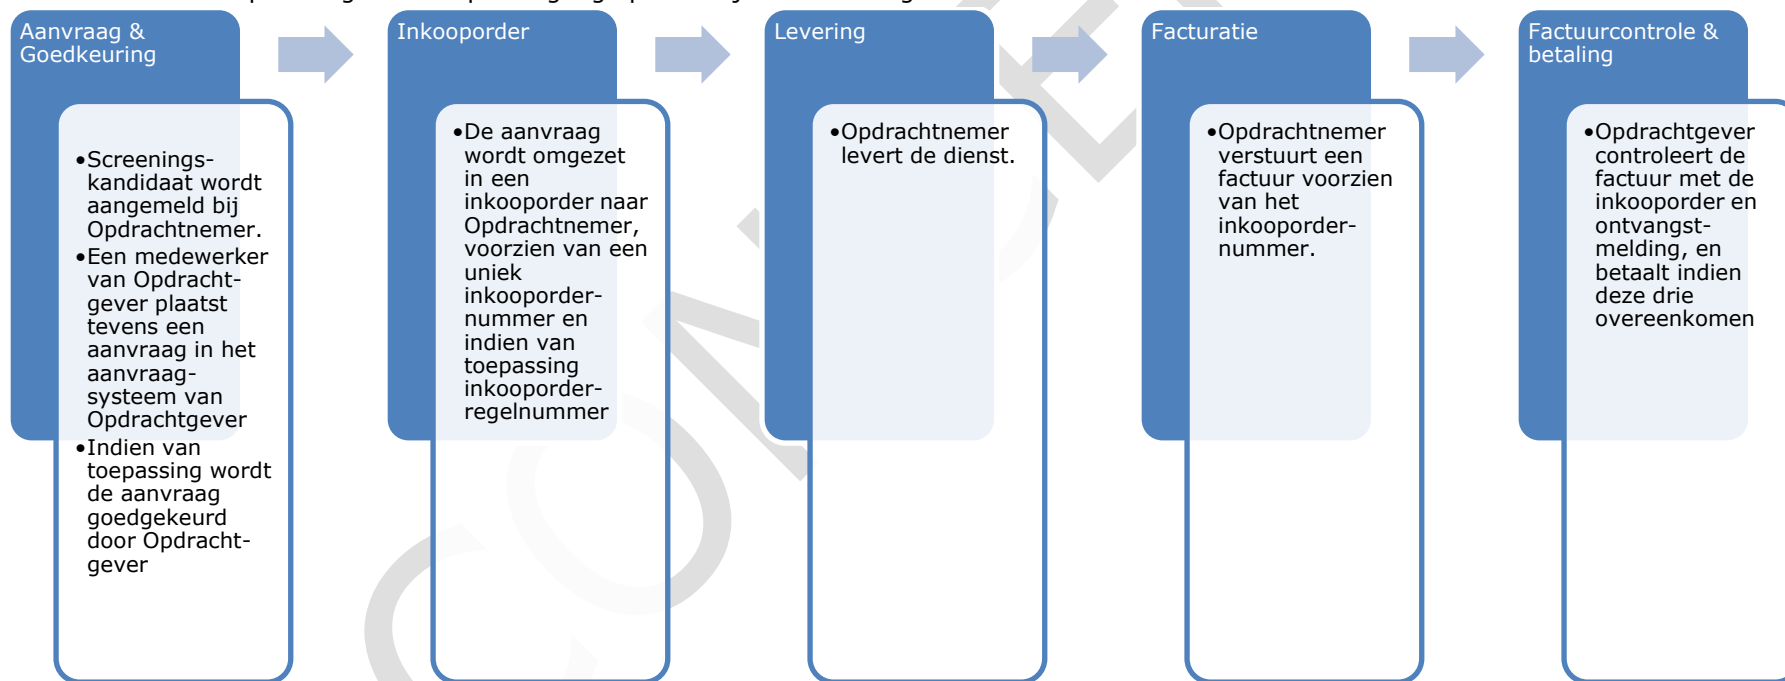 Aanvraag &
Goedkeuring
•Screenings-
kandidaat wordt
aangemeld bij
Opdrachtnemer.
•Een medewerker
van Opdracht-
gever plaatst
tevens een
aanvraag in het
aanvraag-
systeem van
Opdrachtgever
•Indien van
toepassing wordt
de aanvraag
goedgekeurd
door Opdracht-
gever
Inkooporder
•De aanvraag
wordt omgezet
in een
inkooporder naar
Opdrachtnemer,
voorzien van een
uniek
inkooporder-
nummer en
indien van
toepassing
inkooporder-
regelnummer
Levering
•Opdrachtnemer
levert de dienst.
Facturatie
•Opdrachtnemer
verstuurt een
factuur voorzien
van het
inkooporder-
nummer.
Factuurcontrole &
betaling
•Opdrachtgever
controleert de
factuur met de
inkooporder en
ontvangst-
melding, en
betaalt indien
deze drie
overeenkomen